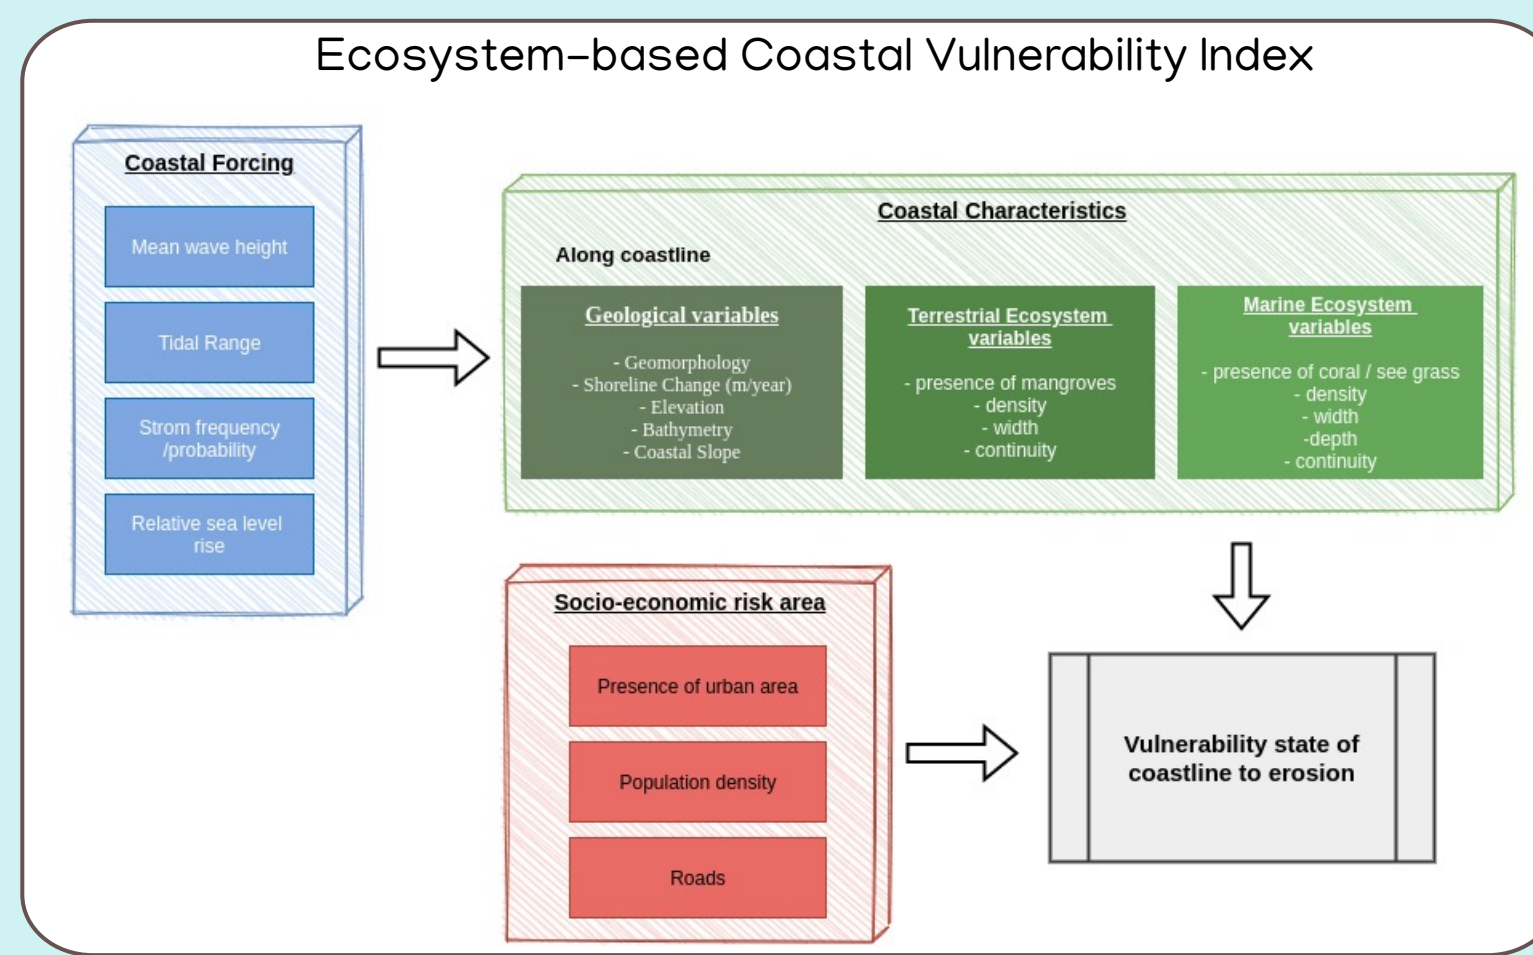 Ecosystem-based Coastal Vulnerability Index
Coastal Forcing
Mean wave height
Tidal Range
Strom frequency
/probability
Relative sea level
rise
Coastal Characteristics
Along coastline
Geological variables
- Geomorphology
- Shoreline Change (m/year)
- Elevation
- Bathymetry
- Coastal Slope
Terrestrial Ecosystem
variables
- presence of mangroves
- density
- width
- continuity
Marine Ecosystem
variables
- presence of coral / see grass
- density
- width
-depth
- continuity
Socio-economic risk area
Presence of urban area
Population density
Roads
Vulnerability state of
coastline to erosion